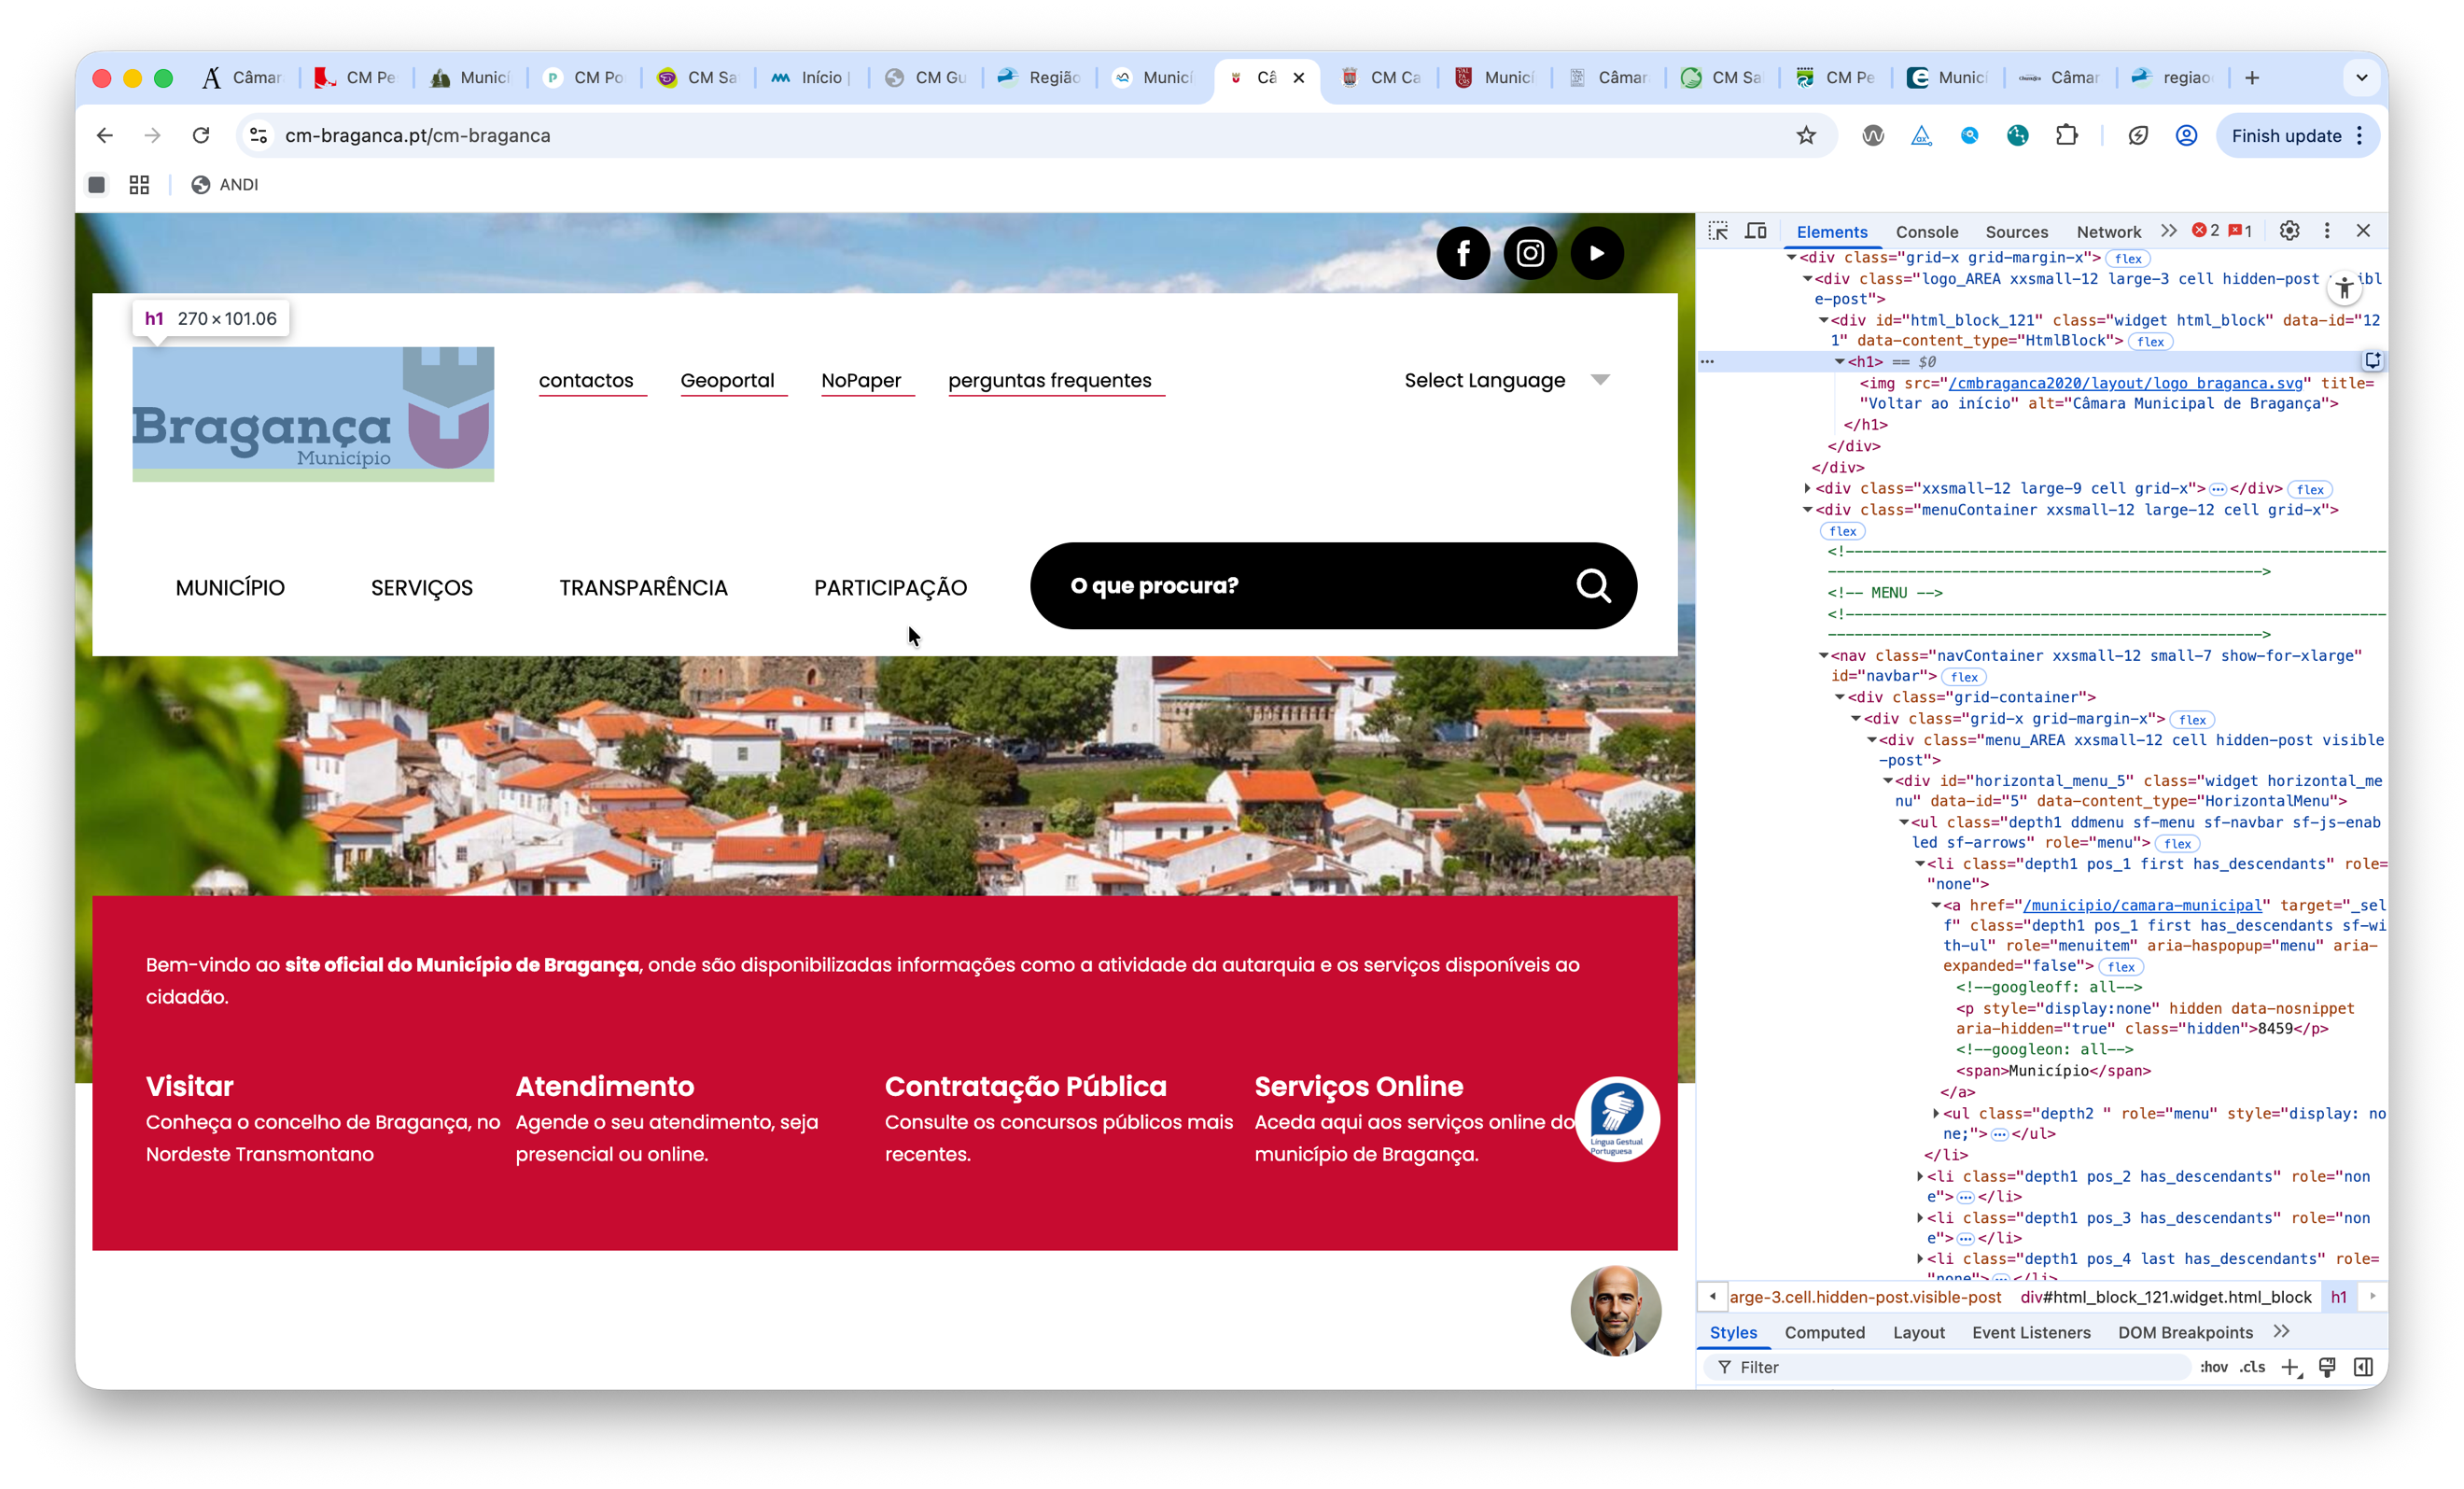 Câmar
CM Pe
Municí
CM Po
CM Sa
Início |
CM Gu
Região
Municí
Câ
CM Ca
Municí
Câmar
CM Sa
CM Pe
Municí
Câmar
regiao
cm-braganca.pt/cm-braganca
Finish update
ANDI
h1 270 × 101.06
Bragança
Município
contactos
Geoportal
NoPaper
perguntas frequentes
Select Language
MUNICÍPIO
SERVIÇOS
TRANSPARÊNCIA
PARTICIPAÇÃO
O que procura?
Bem-vindo ao site oficial do Município de Bragança, onde são disponibilizadas informações como a atividade da autarquia e os serviços disponíveis ao
cidadão.
Visitar
Conheça o concelho de Bragança, no
Nordeste Transmontano
Atendimento
Agende o seu atendimento, seja
presencial ou online.
Contratação Pública
Consulte os concursos públicos mais
recentes.
Serviços Online
Aceda aqui aos serviços online do
município de Bragança.
Língua Gestual
Portuguesa
Elements Console Sources Network 2 1
<div class="grid-x grid-margin-x"> flex
<div class="logo_AREA xxsmall-12 large-3 cell hidden-post
e-post">
<div id="html_block_121" class="widget html_block" data-id="12
1" data-content_type="HtmlBlock"> flex
<h1> == $0
<img src="/cmbraganca2020/layout/logo_braganca.svg" title=
"Voltar ao início" alt="Câmara Municipal de Bragança">
</h1>
</div>
</div>
<div class="xxsmall-12 large-9 cell grid-x"> ⋯ </div> flex
<div class="menuContainer xxsmall-12 large-12 cell grid-x">
flex
<!--
-->
<!-- MENU -->
<!--
-->
<nav class="navContainer xxsmall-12 small-7 show-for-xlarge"
id="navbar"> flex
<div class="grid-container">
<div class="grid-x grid-margin-x"> flex
<div class="menu_AREA xxsmall-12 cell hidden-post visible
-post">
<div id="horizontal_menu_5" class="widget horizontal_me
nu" data-id="5" data-content_type="HorizontalMenu">
<ul class="depth1 ddmenu sf-menu sf-navbar sf-js-enab
led sf-arrows" role="menu"> flex
<li class="depth1 pos_1 first has_descendants" role=
"none">
<a href="/municipio/camara-municipal" target="_sel
f" class="depth1 pos_1 first has_descendants sf-wi
th-ul" role="menuitem" aria-haspopup="menu" aria-
expanded="false"> flex
<!--googleoff: all-->
<p style="display:none" hidden data-nosnippet
aria-hidden="true" class="hidden">8459</p>
<!--googleon: all-->
<span>Município</span>
</a>
<ul class="depth2 " role="menu" style="display: no
ne;"> ⋯ </ul>
</li>
<li class="depth1 pos_2 has_descendants" role="non
e"> ⋯ </li>
<li class="depth1 pos_3 has_descendants" role="non
e"> ⋯ </li>
<li class="depth1 pos_4 last has_descendants" role=
"none"> ⋯ </li>
arge-3.cell.hidden-post.visible-post div#html_block_121.widget.html_block h1
Styles Computed Layout Event Listeners DOM Breakpoints
Filter :hov .cls